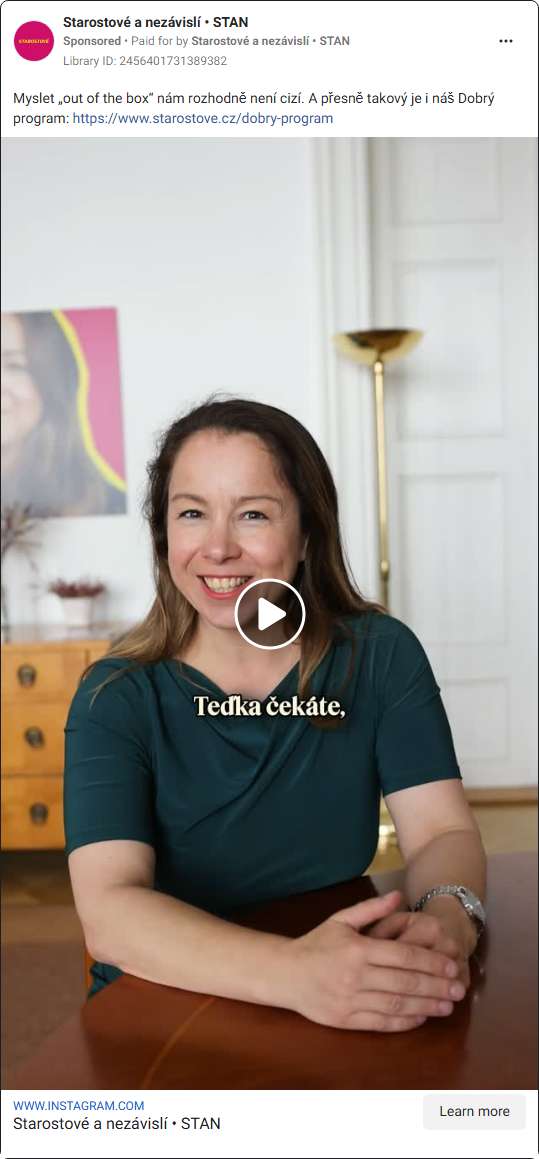 Starostové a nezávislí • STAN
Sponsored • Paid for by Starostové a nezávislí • STAN
STAROSTOVÉ
Library ID: 2456401731389382
Myslet „out of the box“ nám rozhodně není cizí. A přesně takový je i náš Dobrý
program: https://www.starostove.cz/dobry-program
Teďka čekáte,
WWW.INSTAGRAM.COM
Starostové a nezávislí • STAN
Learn more